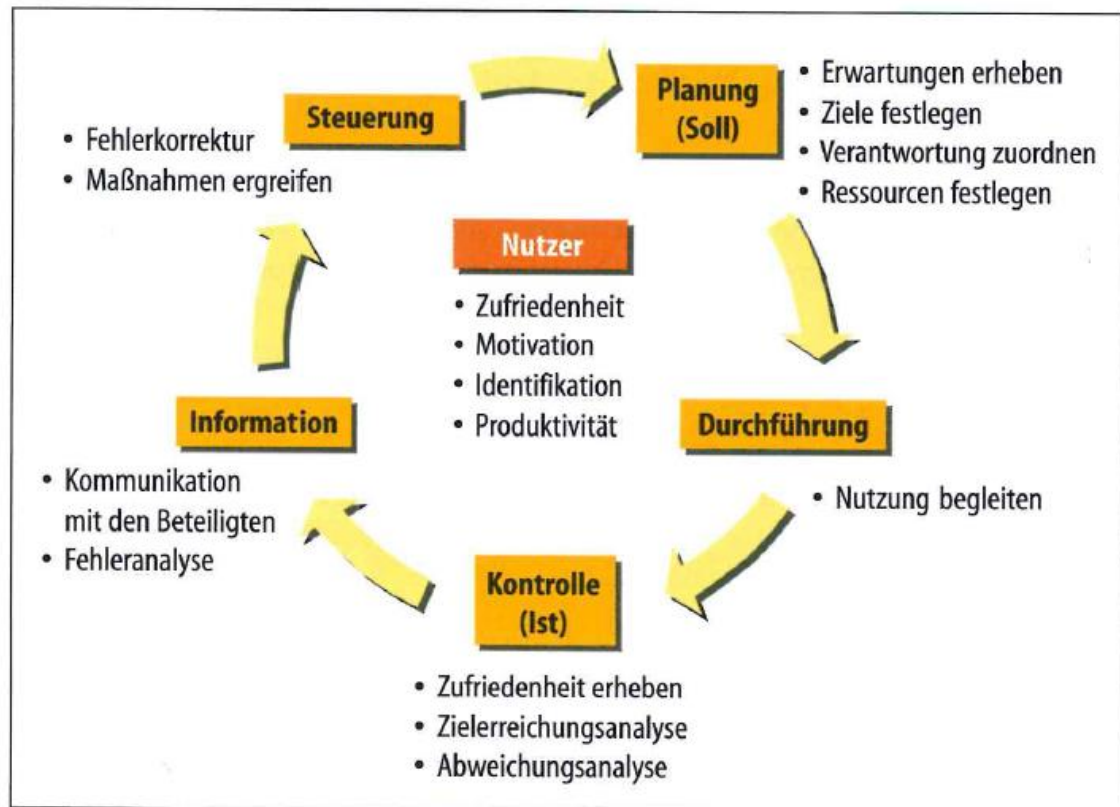 Steuerung
• Fehlerkorrektur
• Maßnahmen ergreifen
Planung
(Soll)
• Erwartungen erheben
• Ziele festlegen
• Verantwortung zuordnen
• Ressourcen festlegen
Nutzer
• Zufriedenheit
• Motivation
• Identifikation
• Produktivität
Information
• Kommunikation
mit den Beteiligten
• Fehleranalyse
Durchführung
• Nutzung begleiten
Kontrolle
(Ist)
• Zufriedenheit erheben
• Zielerreichungsanalyse
• Abweichungsanalyse